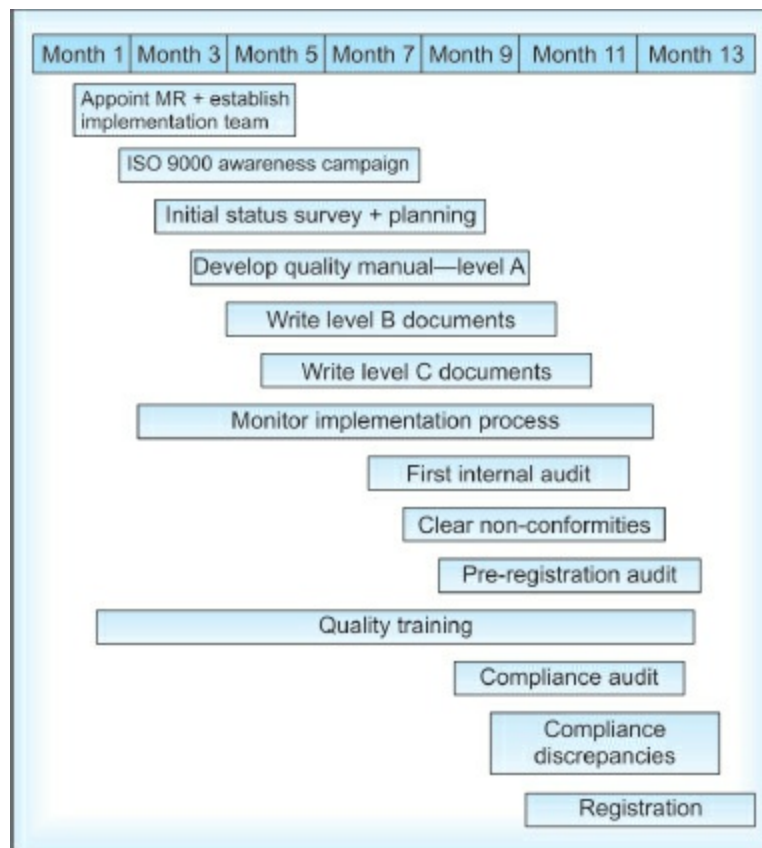 Month 1 Month 3 Month 5 Month 7 Month 9 Month 11 Month 13
Appoint MR + establish
implementation team
ISO 9000 awareness campaign
Initial status survey + planning
Develop quality manual—level A
Write level B documents
Write level C documents
Monitor implementation process
First internal audit
Clear non-conformities
Pre-registration audit
Quality training
Compliance audit
Compliance
discrepancies
Registration